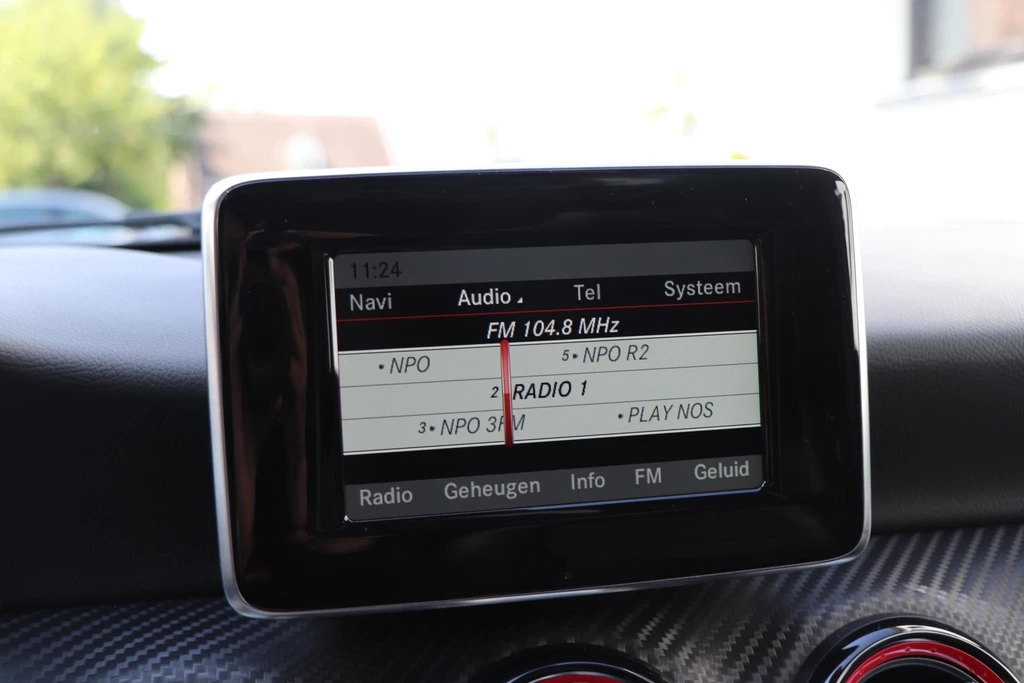 11:24
Navi Audio Tel Systeem
FM 104.8 MHz
• NPO 5• NPO R2
2 RADIO 1
3• NPO 3FM • PLAY NOS
Radio Geheugen Info FM Geluid